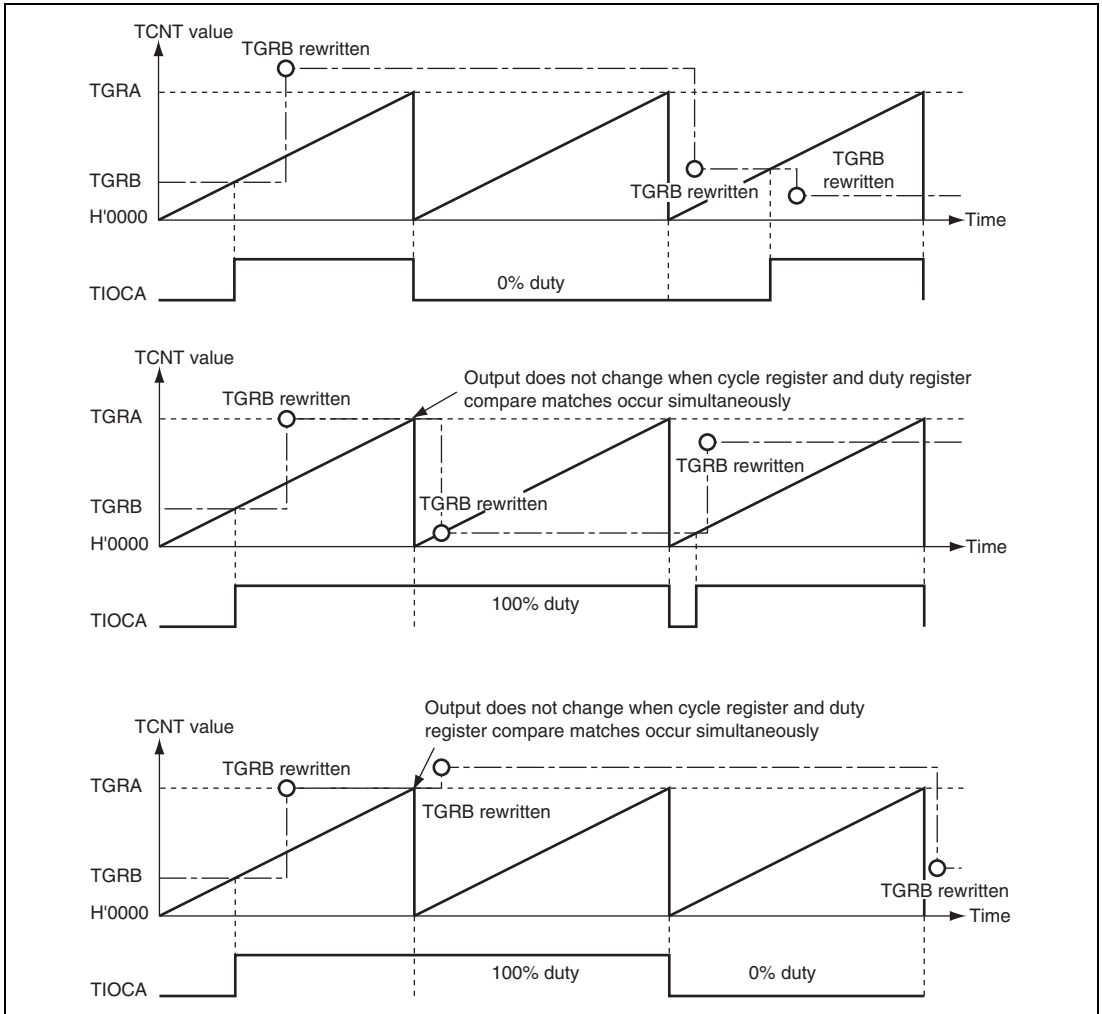 TCNT value
TGRB rewritten
TGRA
TGRB
TGRB rewritten
TGRB
rewritten
H'0000
Time
0% duty
TIOCA
TCNT value
Output does not change when cycle register and duty register
compare matches occur simultaneously
TGRB rewritten
TGRA
TGRB rewritten
TGRB rewritten
TGRB
H'0000
Time
100% duty
TIOCA
Output does not change when cycle register and duty
register compare matches occur simultaneously
TCNT value
TGRB rewritten
TGRA
TGRB rewritten
TGRB
TGRB rewritten
H'0000
Time
100% duty
0% duty
TIOCA